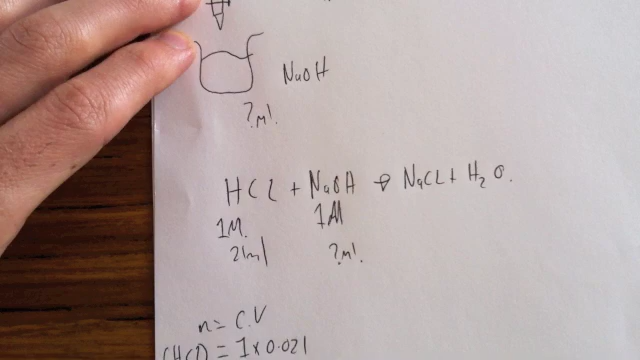 NaOH
? ml.
HCl + NaOH → NaCl + H₂O.
1M. 1M
21ml ? ml.
n = C.V
(HCl) = 1 x 0.021